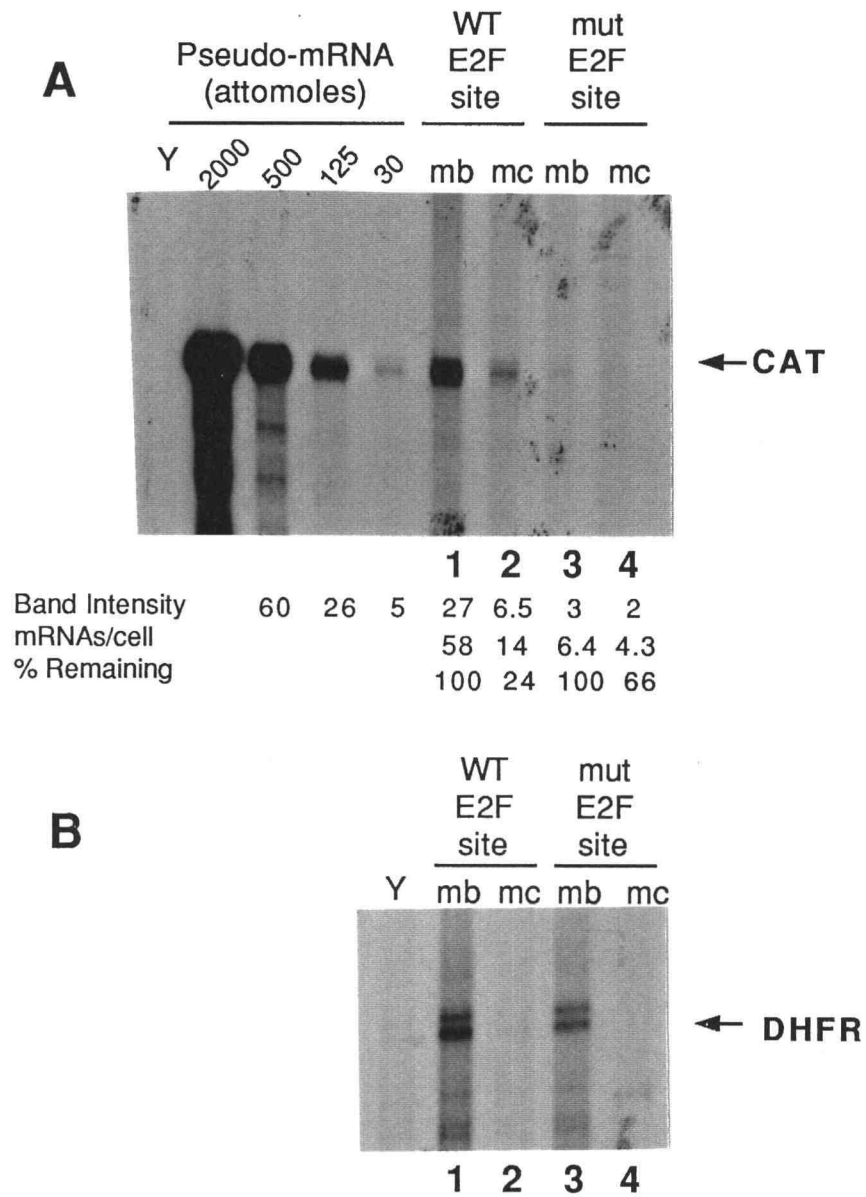 A
Pseudo-mRNA
(attomoles)
WT
E2F
site
mut
E2F
site
Y 2000 500 125 30 mb mc mb mc
CAT
1 2 3 4
Band Intensity 60 26 5 27 6.5 3 2
mRNAs/cell 58 14 6.4 4.3
% Remaining 100 24 100 66
B
WT
E2F
site
mut
E2F
site
Y mb mc mb mc
DHFR
1 2 3 4